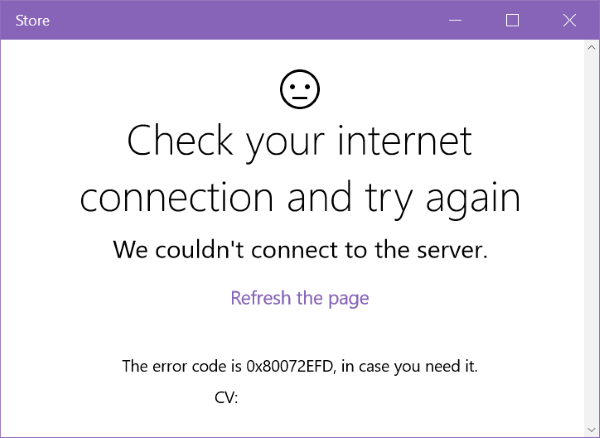 Store
Check your internet
connection and try again
We couldn't connect to the server.
Refresh the page
The error code is 0x80072EFD, in case you need it.
CV: